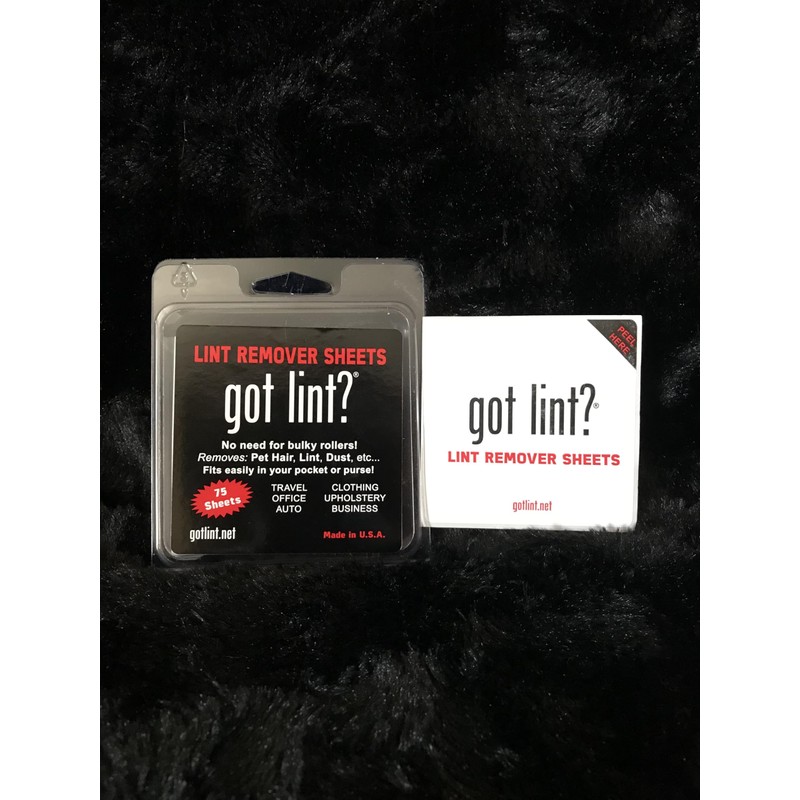 LINT REMOVER SHEETS
got lint?®
No need for bulky rollers!
Removes: Pet Hair, Lint, Dust, etc...
Fits easily in your pocket or purse!
75
Sheets
TRAVEL
OFFICE
AUTO
CLOTHING
UPHOLSTERY
BUSINESS
gotlint.net
Made in U.S.A.
PEEL
HERE
got lint?®
LINT REMOVER SHEETS
gotlint.net